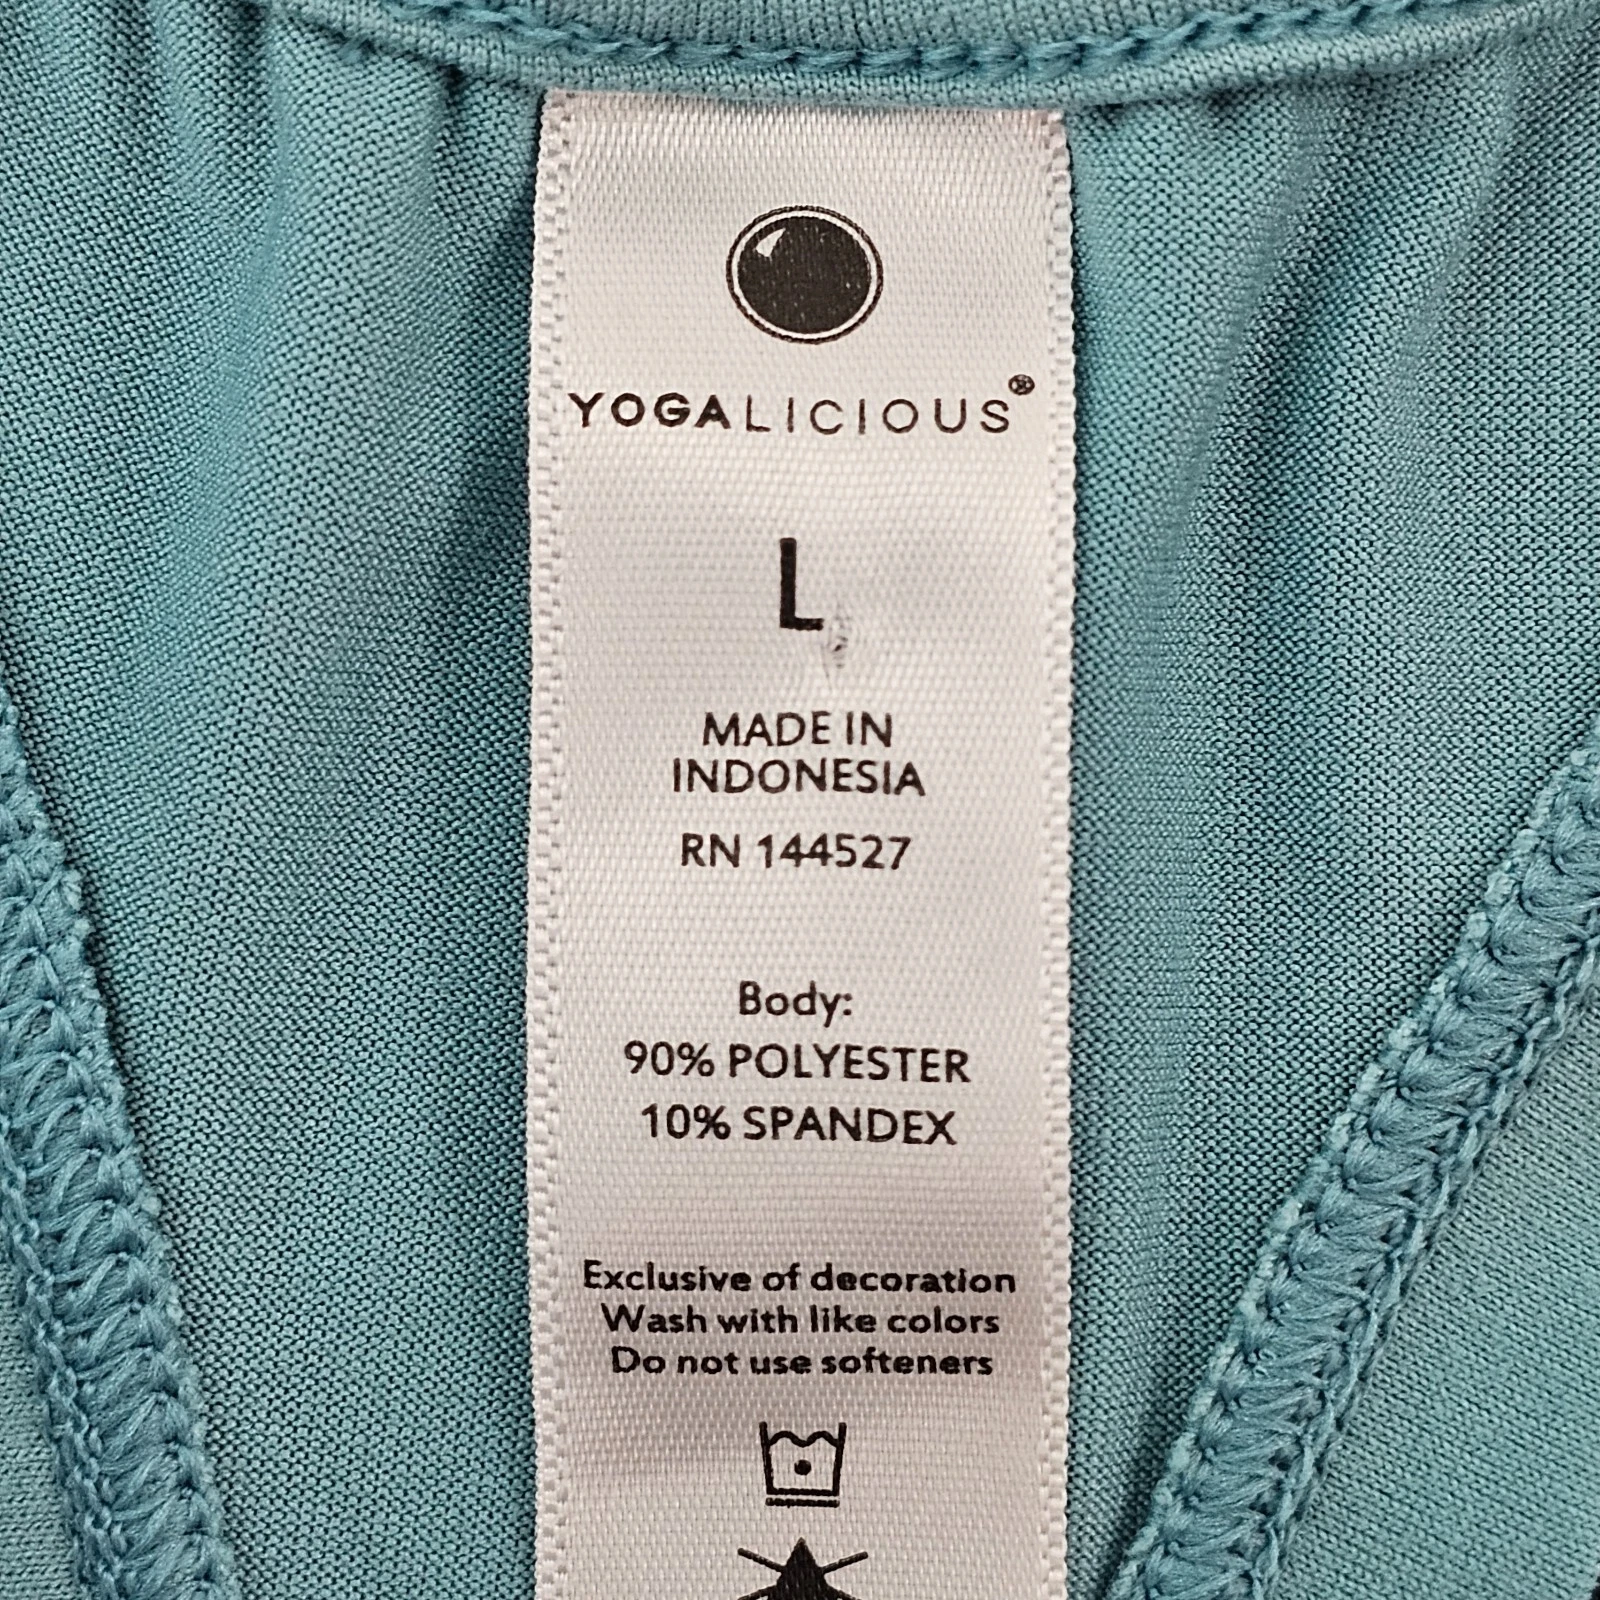 YOGALICIOUS®
L
MADE IN
INDONESIA
RN 144527
Body:
90% POLYESTER
10% SPANDEX
Exclusive of decoration
Wash with like colors
Do not use softeners